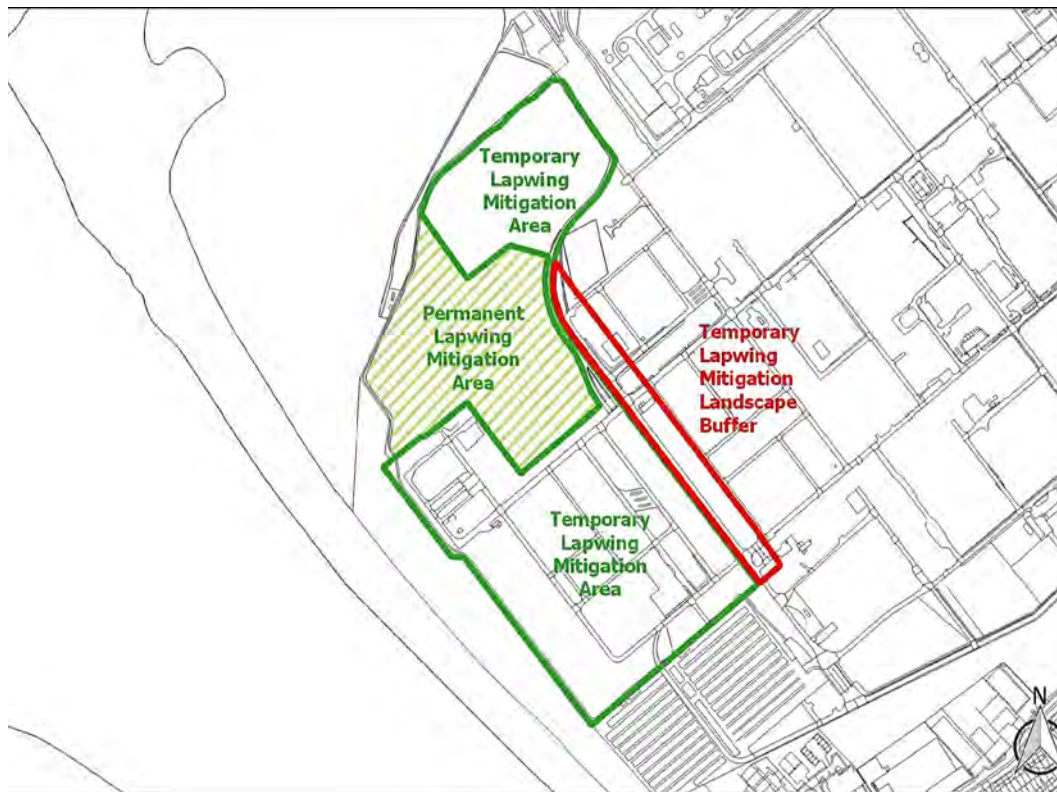 Temporary
Lapwing
Mitigation
Area
Permanent
Lapwing
Mitigation
Area
Temporary
Lapwing
Mitigation
Landscape
Buffer
Temporary
Lapwing
Mitigation
Area
N